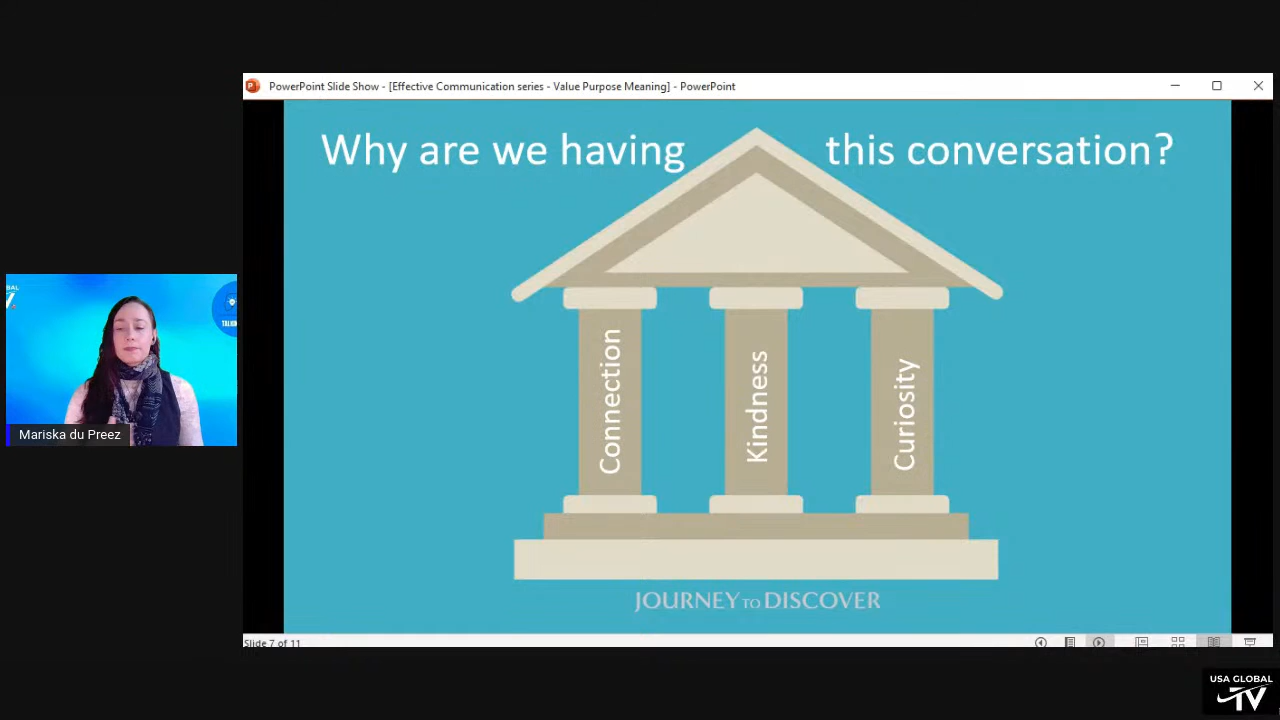 PowerPoint Slide Show - [Effective Communication series - Value Purpose Meaning] - PowerPoint
Why are we having this conversation?
Connection
Kindness
Curiosity
JOURNEY TO DISCOVER
Slide 7 of 11
Mariska du Preez
USA GLOBAL
TV